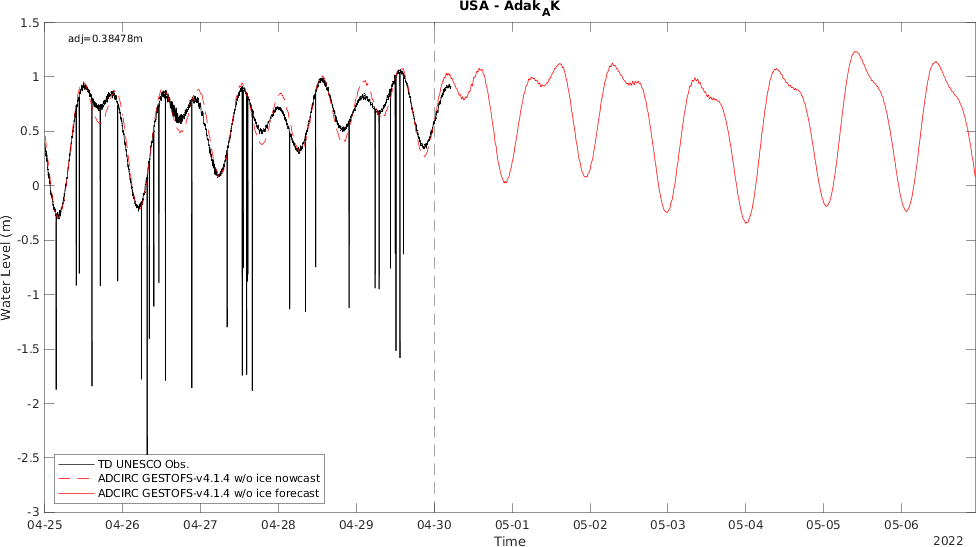 USA - Adak_AK
adj=0.38478m
1.5
1
0.5
0
-0.5
-1
-1.5
-2
-2.5
-3
Water Level (m)
TD UNESCO Obs.
ADCIRC GESTOFS-v4.1.4 w/o ice nowcast
ADCIRC GESTOFS-v4.1.4 w/o ice forecast
04-25 04-26 04-27 04-28 04-29 04-30 05-01 05-02 05-03 05-04 05-05 05-06
Time
2022